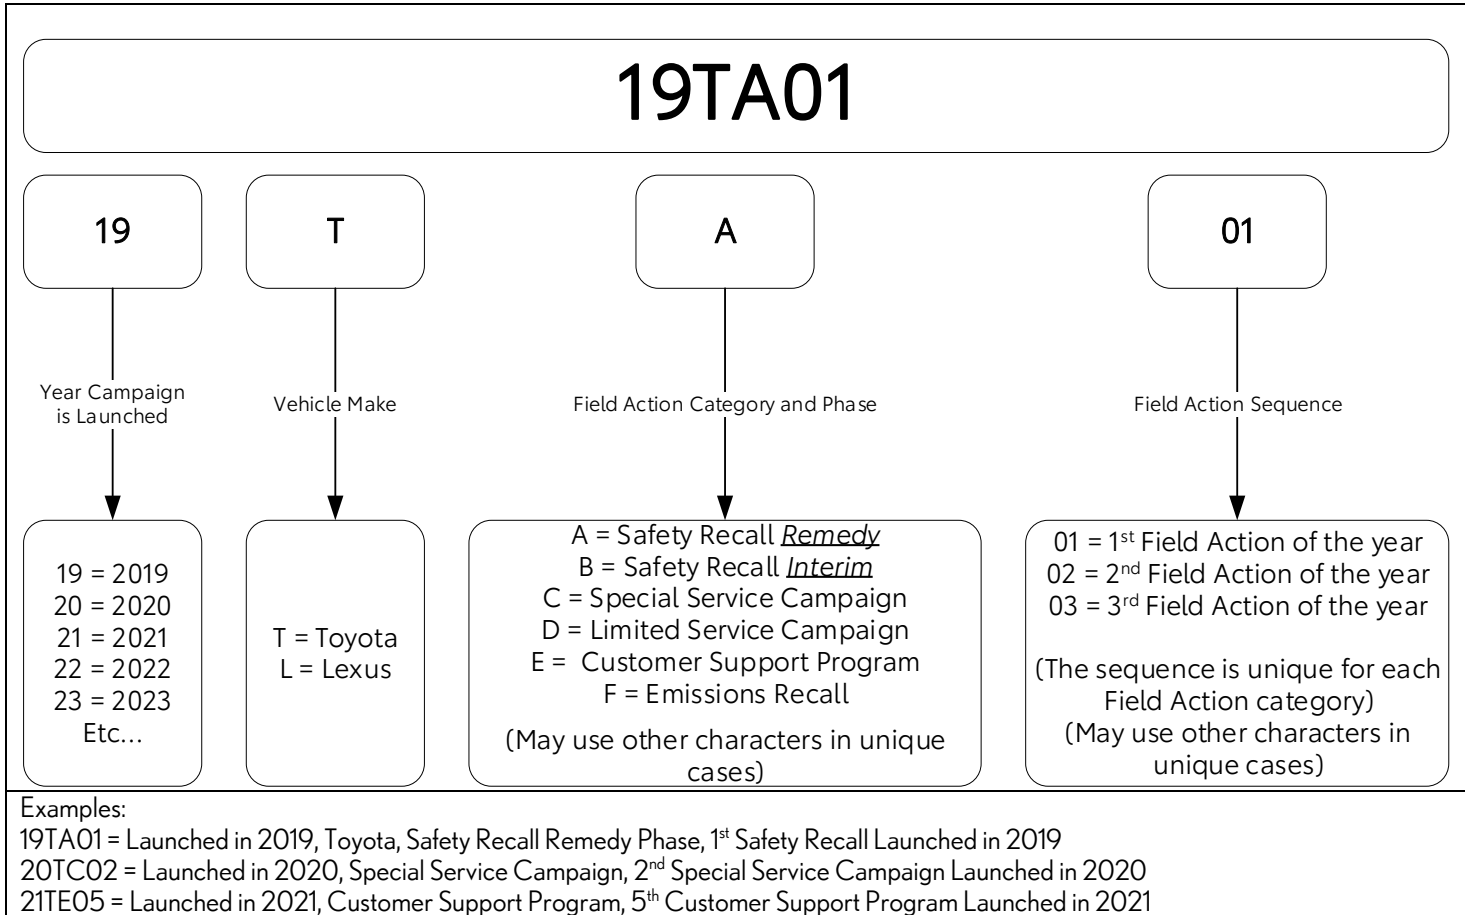 19TA01
19
T
A
01
Year Campaign
is Launched
Vehicle Make
Field Action Category and Phase
Field Action Sequence
19 = 2019
20 = 2020
21 = 2021
22 = 2022
23 = 2023
Etc...
T = Toyota
L = Lexus
A = Safety Recall Remedy
B = Safety Recall Interim
C = Special Service Campaign
D = Limited Service Campaign
E =  Customer Support Program
F = Emissions Recall
(May use other characters in unique
cases)
01 = 1st Field Action of the year
02 = 2nd Field Action of the year
03 = 3rd Field Action of the year
(The sequence is unique for each
Field Action category)
(May use other characters in
unique cases)
Examples:
19TA01 = Launched in 2019, Toyota, Safety Recall Remedy Phase, 1st Safety Recall Launched in 2019
20TC02 = Launched in 2020, Special Service Campaign, 2nd Special Service Campaign Launched in 2020
21TE05 = Launched in 2021, Customer Support Program, 5th Customer Support Program Launched in 2021